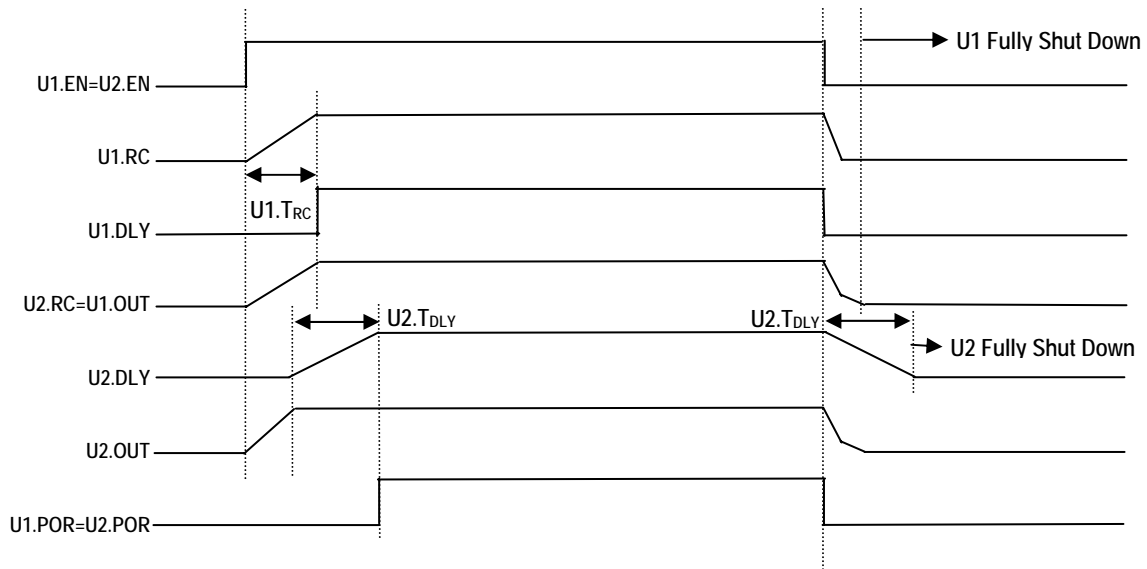 U1 Fully Shut Down
U1.EN=U2.EN
U1.RC
U1.TRC
U1.DLY
U2.RC=U1.OUT
U2.TDLY
U2.TDLY
U2 Fully Shut Down
U2.DLY
U2.OUT
U1.POR=U2.POR